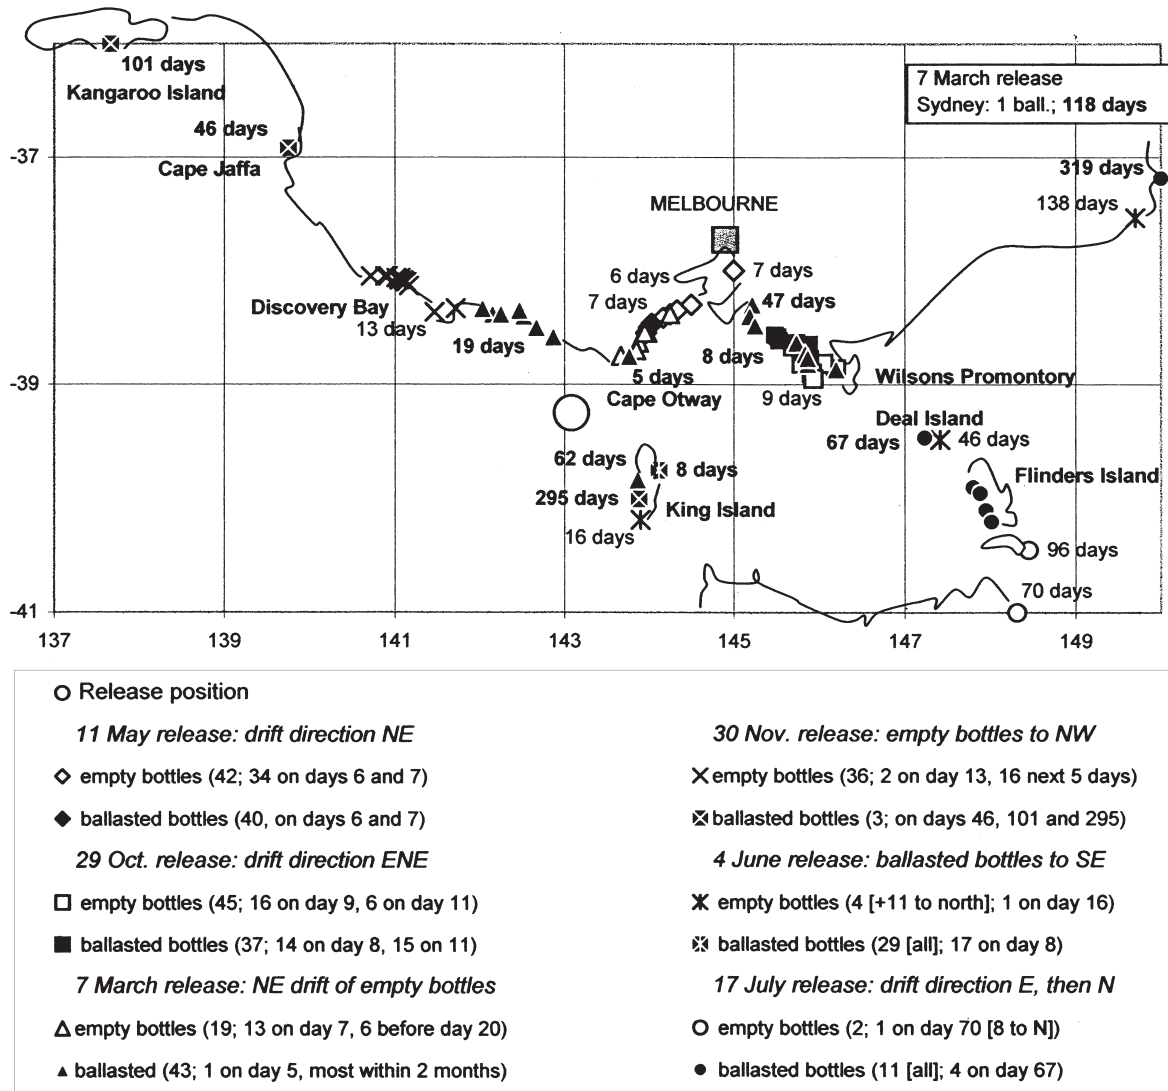 101 days
Kangaroo Island
7 March release
Sydney: 1 ball.; 118 days
46 days
-37
Cape Jaffa
319 days
138 days
MELBOURNE
6 days
7 days
7 days
47 days
Discovery Bay
13 days
19 days
8 days
5 days
-39
Cape Otway
9 days
Wilsons Promontory
Deal Island
67 days
46 days
62 days
8 days
Flinders Island
295 days
King Island
16 days
96 days
70 days
-41
137 139 141 143 145 147 149
Release position
11 May release: drift direction NE
empty bottles (42; 34 on days 6 and 7)
ballasted bottles (40, on days 6 and 7)
29 Oct. release: drift direction ENE
empty bottles (45; 16 on day 9, 6 on day 11)
ballasted bottles (37; 14 on day 8, 15 on 11)
7 March release: NE drift of empty bottles
empty bottles (19; 13 on day 7, 6 before day 20)
ballasted (43; 1 on day 5, most within 2 months)
30 Nov. release: empty bottles to NW
empty bottles (36; 2 on day 13, 16 next 5 days)
ballasted bottles (3; on days 46, 101 and 295)
4 June release: ballasted bottles to SE
empty bottles (4 [+11 to north]; 1 on day 16)
ballasted bottles (29 [all]; 17 on day 8)
17 July release: drift direction E, then N
empty bottles (2; 1 on day 70 [8 to N])
ballasted bottles (11 [all]; 4 on day 67)